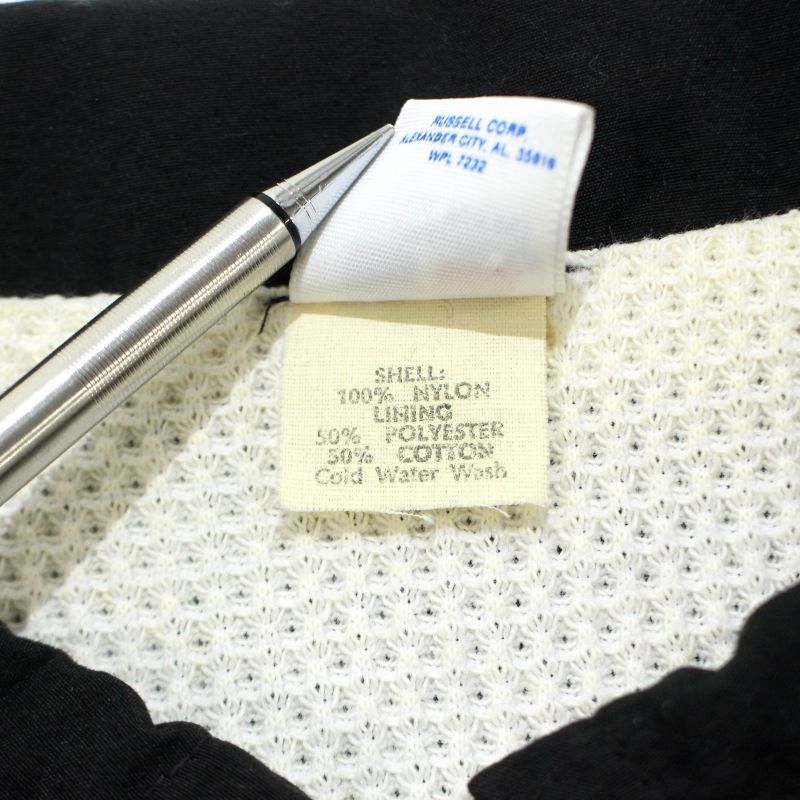 RUSSELL CORP.
ALEXANDER CITY, AL. 35010
WPL 7232
SHELL:
100% NYLON
LINING
50% POLYESTER
50% COTTON
Cold Water Wash